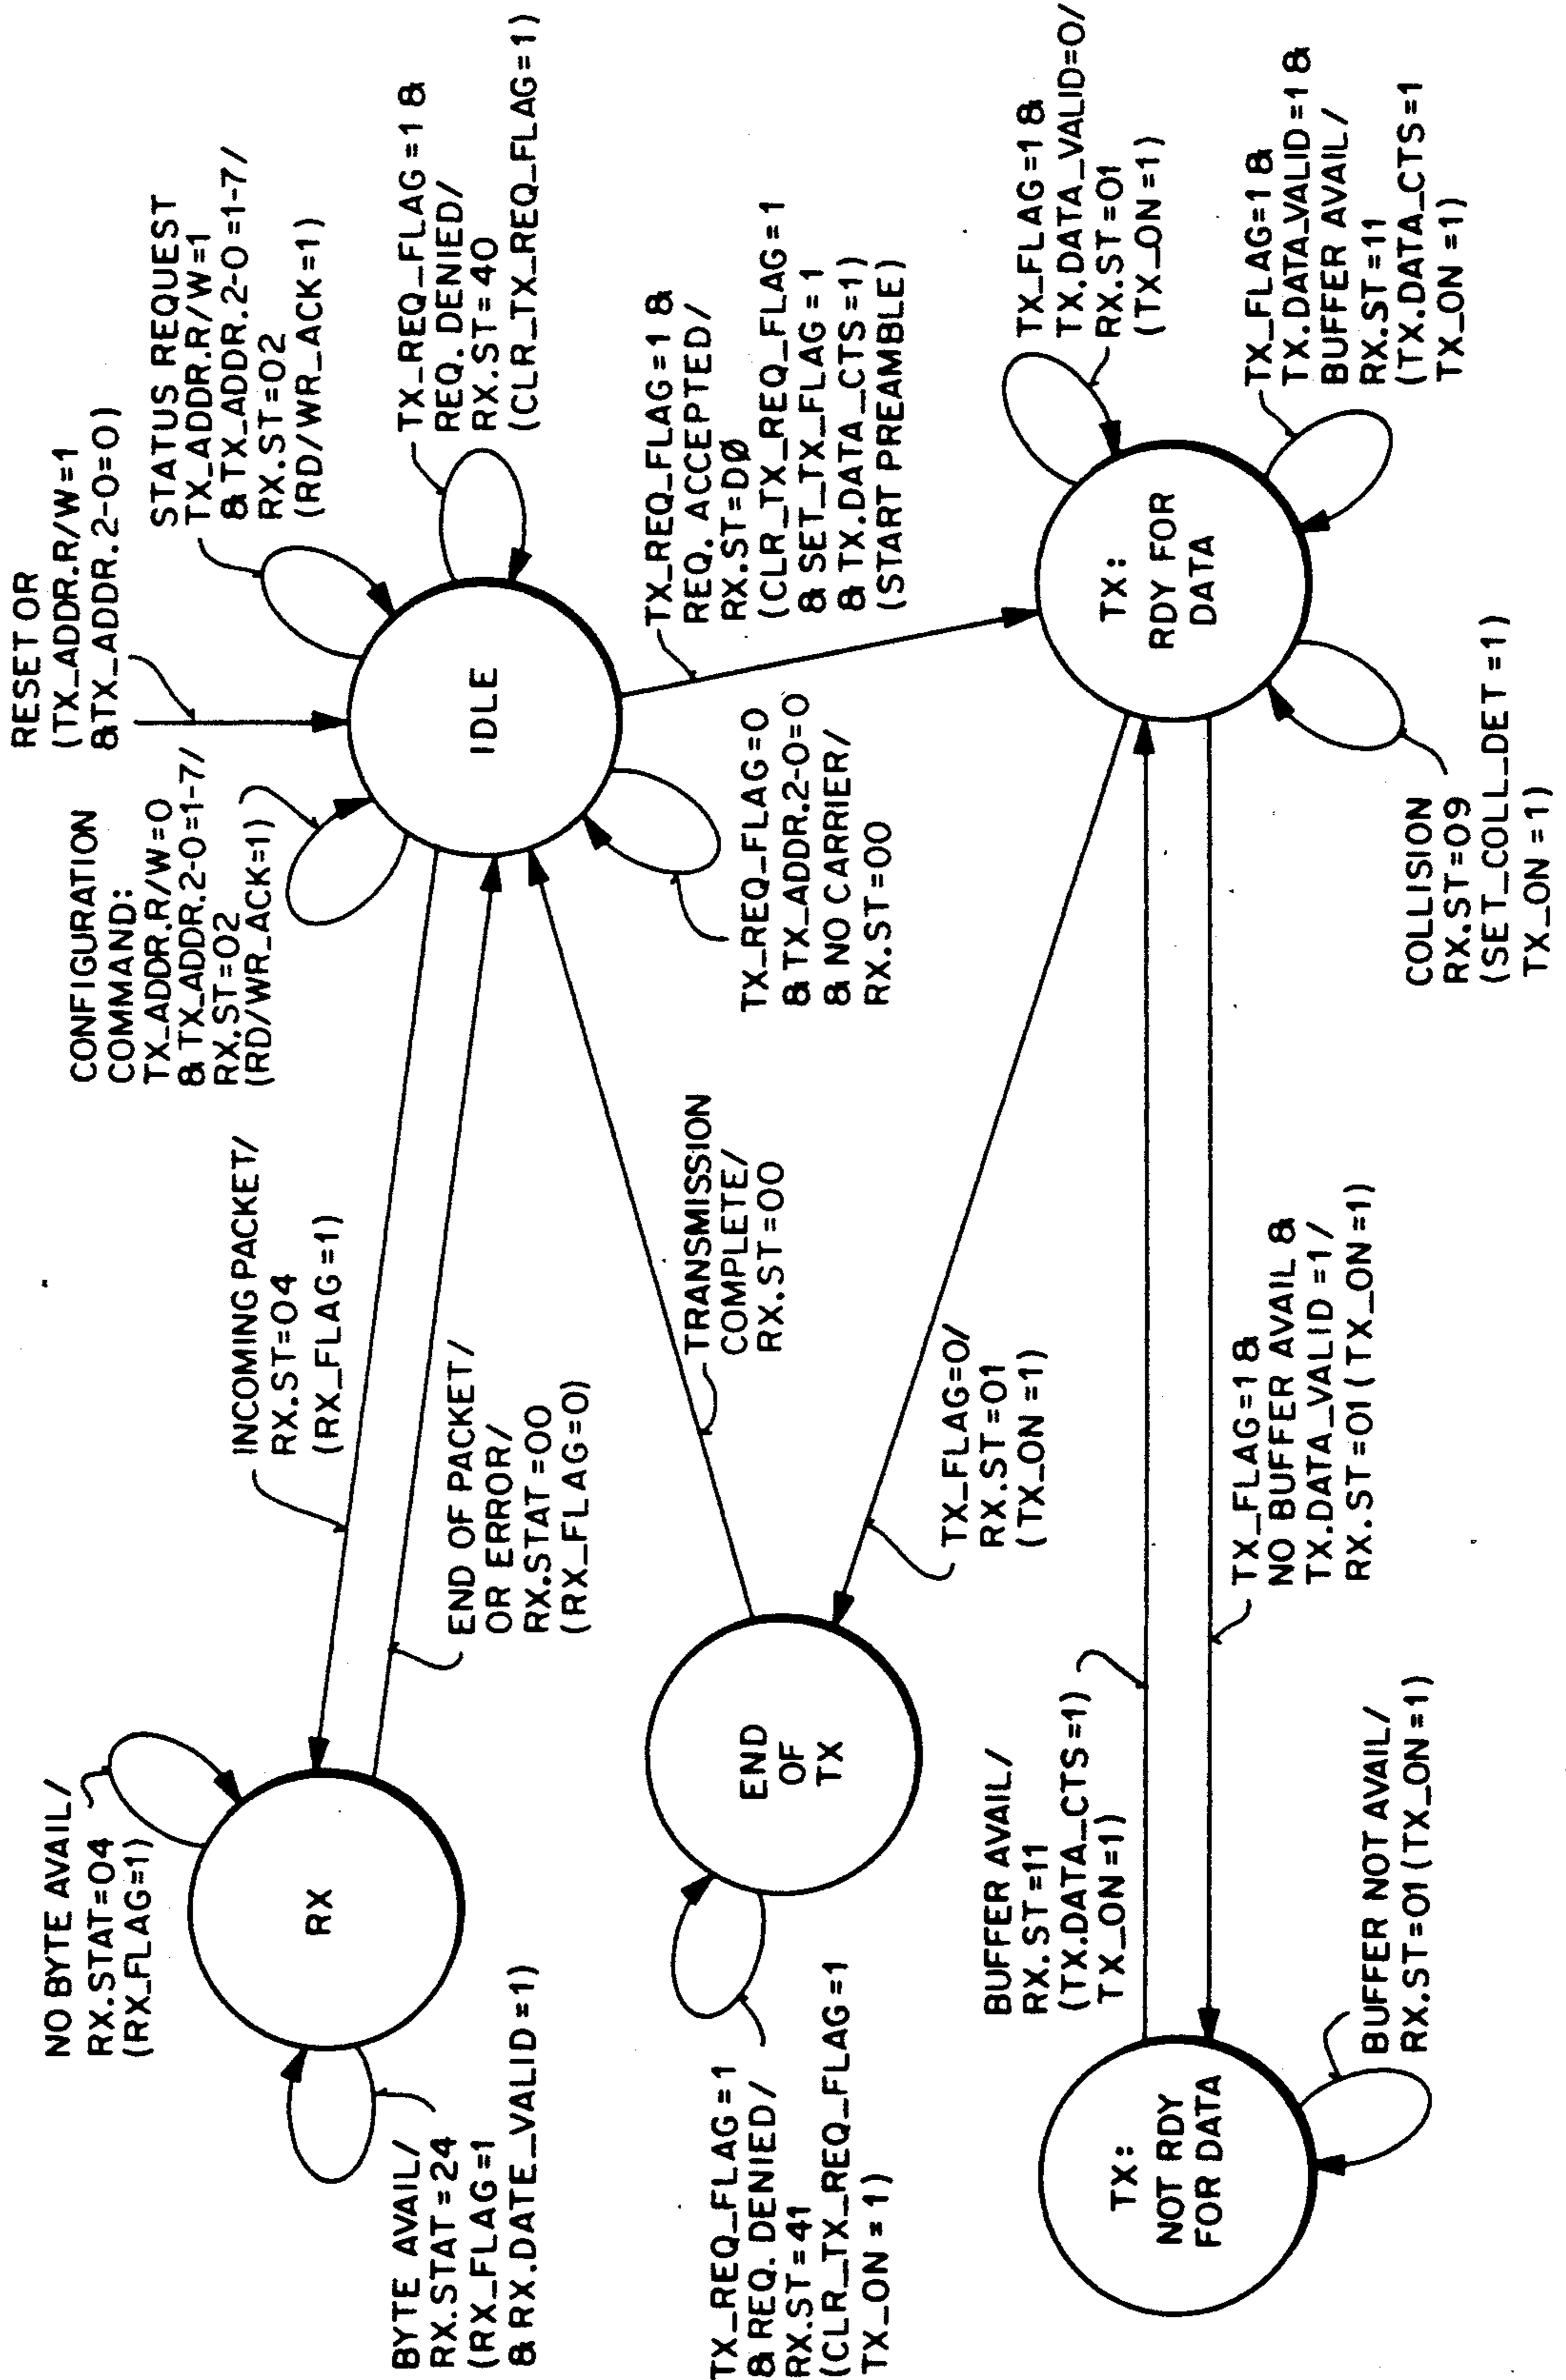 RESET OR
(TX_ADDR.R/W=1
&TX_ADDR.2-0=0)
CONFIGURATION
COMMAND:
TX_ADDR.R/W=0
& TX_ADDR.2-0=1-7/
RX.ST=02
(RD/WR_ACK=1)
STATUS REQUEST
TX_ADDR.R/W=1
& TX_ADDR.2-0=1-7/
RX.ST=02
(RD/WR_ACK=1)
TX_REQ_FLAG=1 &
REQ. DENIED/
RX.ST=40
(CLR_TX_REQ_FLAG=1)
IDLE
TX_REQ_FLAG=0
& TX_ADDR.2-0=0
& NO CARRIER/
RX.ST=00
TX_REQ_FLAG=1 &
REQ. ACCEPTED/
RX.ST=DØ
(CLR_TX_REQ_FLAG=1
& SET_TX_FLAG=1
& TX.DATA_CTS=1)
(START PREAMBLE)
INCOMING PACKET/
RX.ST=04
(RX_FLAG=1)
END OF PACKET/
OR ERROR/
RX.STAT=00
(RX_FLAG=0)
NO BYTE AVAIL/
RX.STAT=04
(RX_FLAG=1)
RX
BYTE AVAIL/
RX.STAT=24
(RX_FLAG=1
& RX.DATE_VALID=1)
TRANSMISSION
COMPLETE/
RX.ST=00
END
OF
TX
TX_REQ_FLAG=1
& REQ. DENIED/
RX.ST=41
(CLR_TX_REQ_FLAG=1
TX_ON=1)
TX_FLAG=0/
RX.ST=01
(TX_ON=1)
TX:
RDY FOR
DATA
TX_FLAG=1 &
TX.DATA_VALID=0/
RX.ST=01
(TX_ON=1)
TX_FLAG=1 &
TX.DATA_VALID=1 &
BUFFER AVAIL/
RX.ST=11
(TX.DATA_CTS=1
TX_ON=1)
COLLISION
RX.ST=09
(SET_COLL_DET=1)
TX_ON=1)
BUFFER AVAIL/
RX.ST=11
(TX.DATA_CTS=1)
TX_ON=1)
TX_FLAG=1 &
NO BUFFER AVAIL &
TX.DATA_VALID=1/
RX.ST=01 (TX_ON=1)
TX:
NOT RDY
FOR DATA
BUFFER NOT AVAIL/
RX.ST=01 (TX_ON=1)